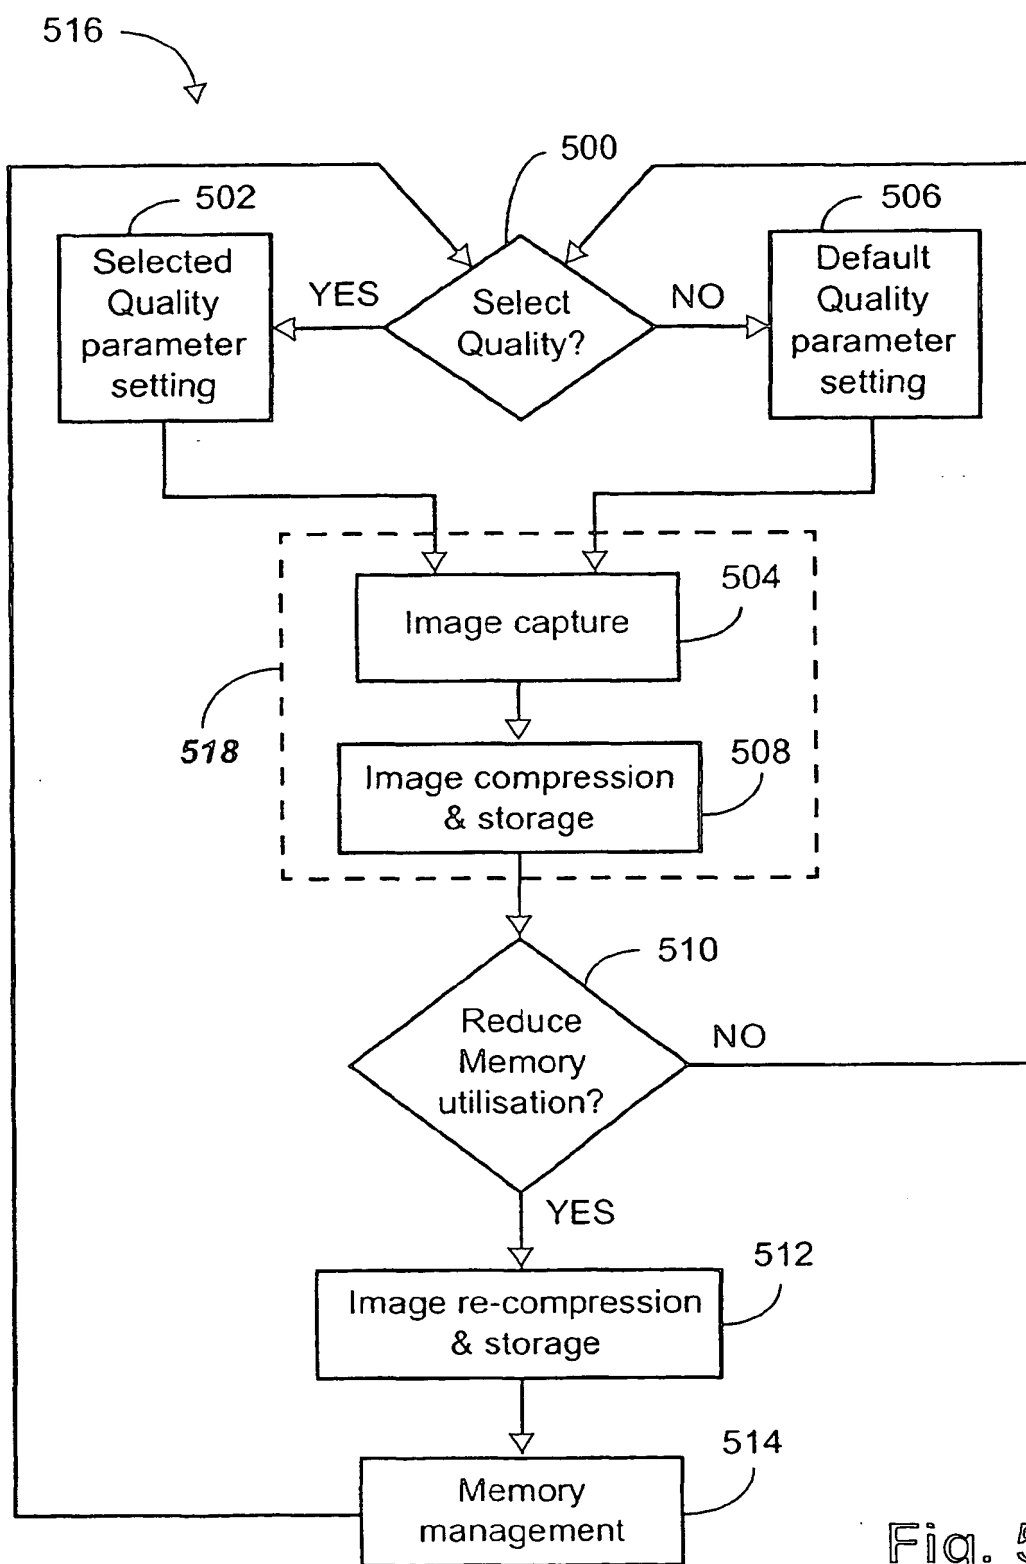 516
500
502
506
Selected
Quality
parameter
setting
YES
Select
Quality?
NO
Default
Quality
parameter
setting
504
Image capture
518
508
Image compression
& storage
510
Reduce
Memory
utilisation?
NO
YES
512
Image re-compression
& storage
514
Memory
management
Fig. 5